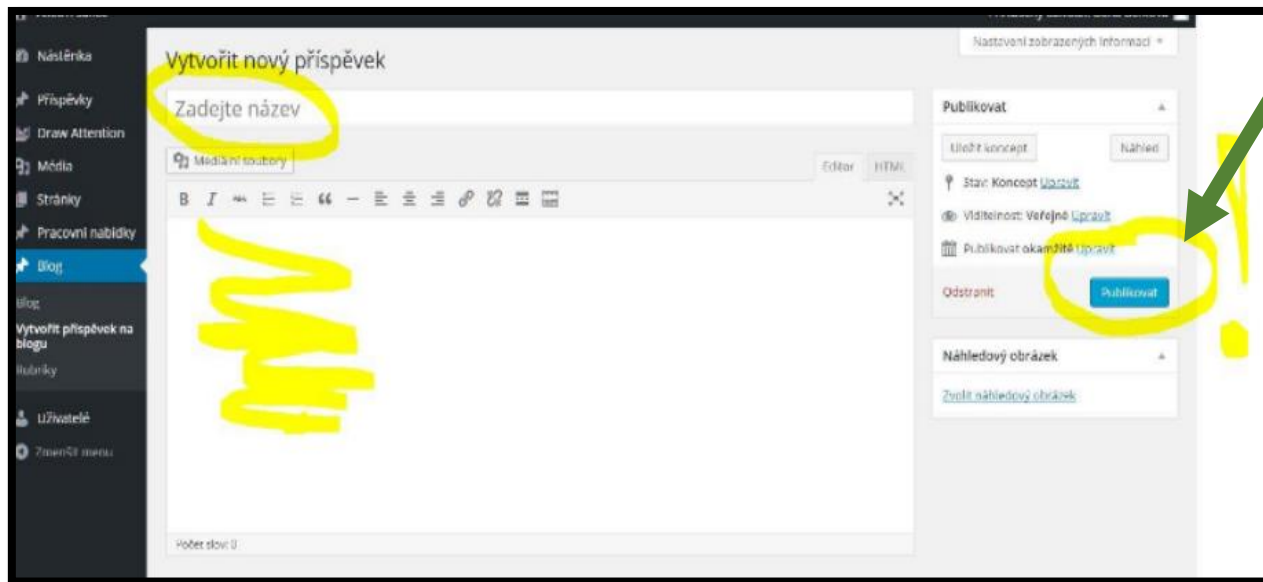 Nástěnka
Příspěvky
Draw Attention
Média
Stránky
Pracovní nabídky
Blog
Blog
Vytvořit příspěvek na
blogu
Rubriky
Uživatelé
Zmenšit menu
Nastavení zobrazených informací
Vytvořit nový příspěvek
Zadejte název
Mediální soubory
Editor HTML
B I ABC
Počet slov: 0
Publikovat
Uložit koncept Náhled
Stav: Koncept Upravit
Viditelnost: Veřejné Upravit
Publikovat okamžitě Upravit
Odstranit Publikovat
Náhledový obrázek
Zvolit náhledový obrázek